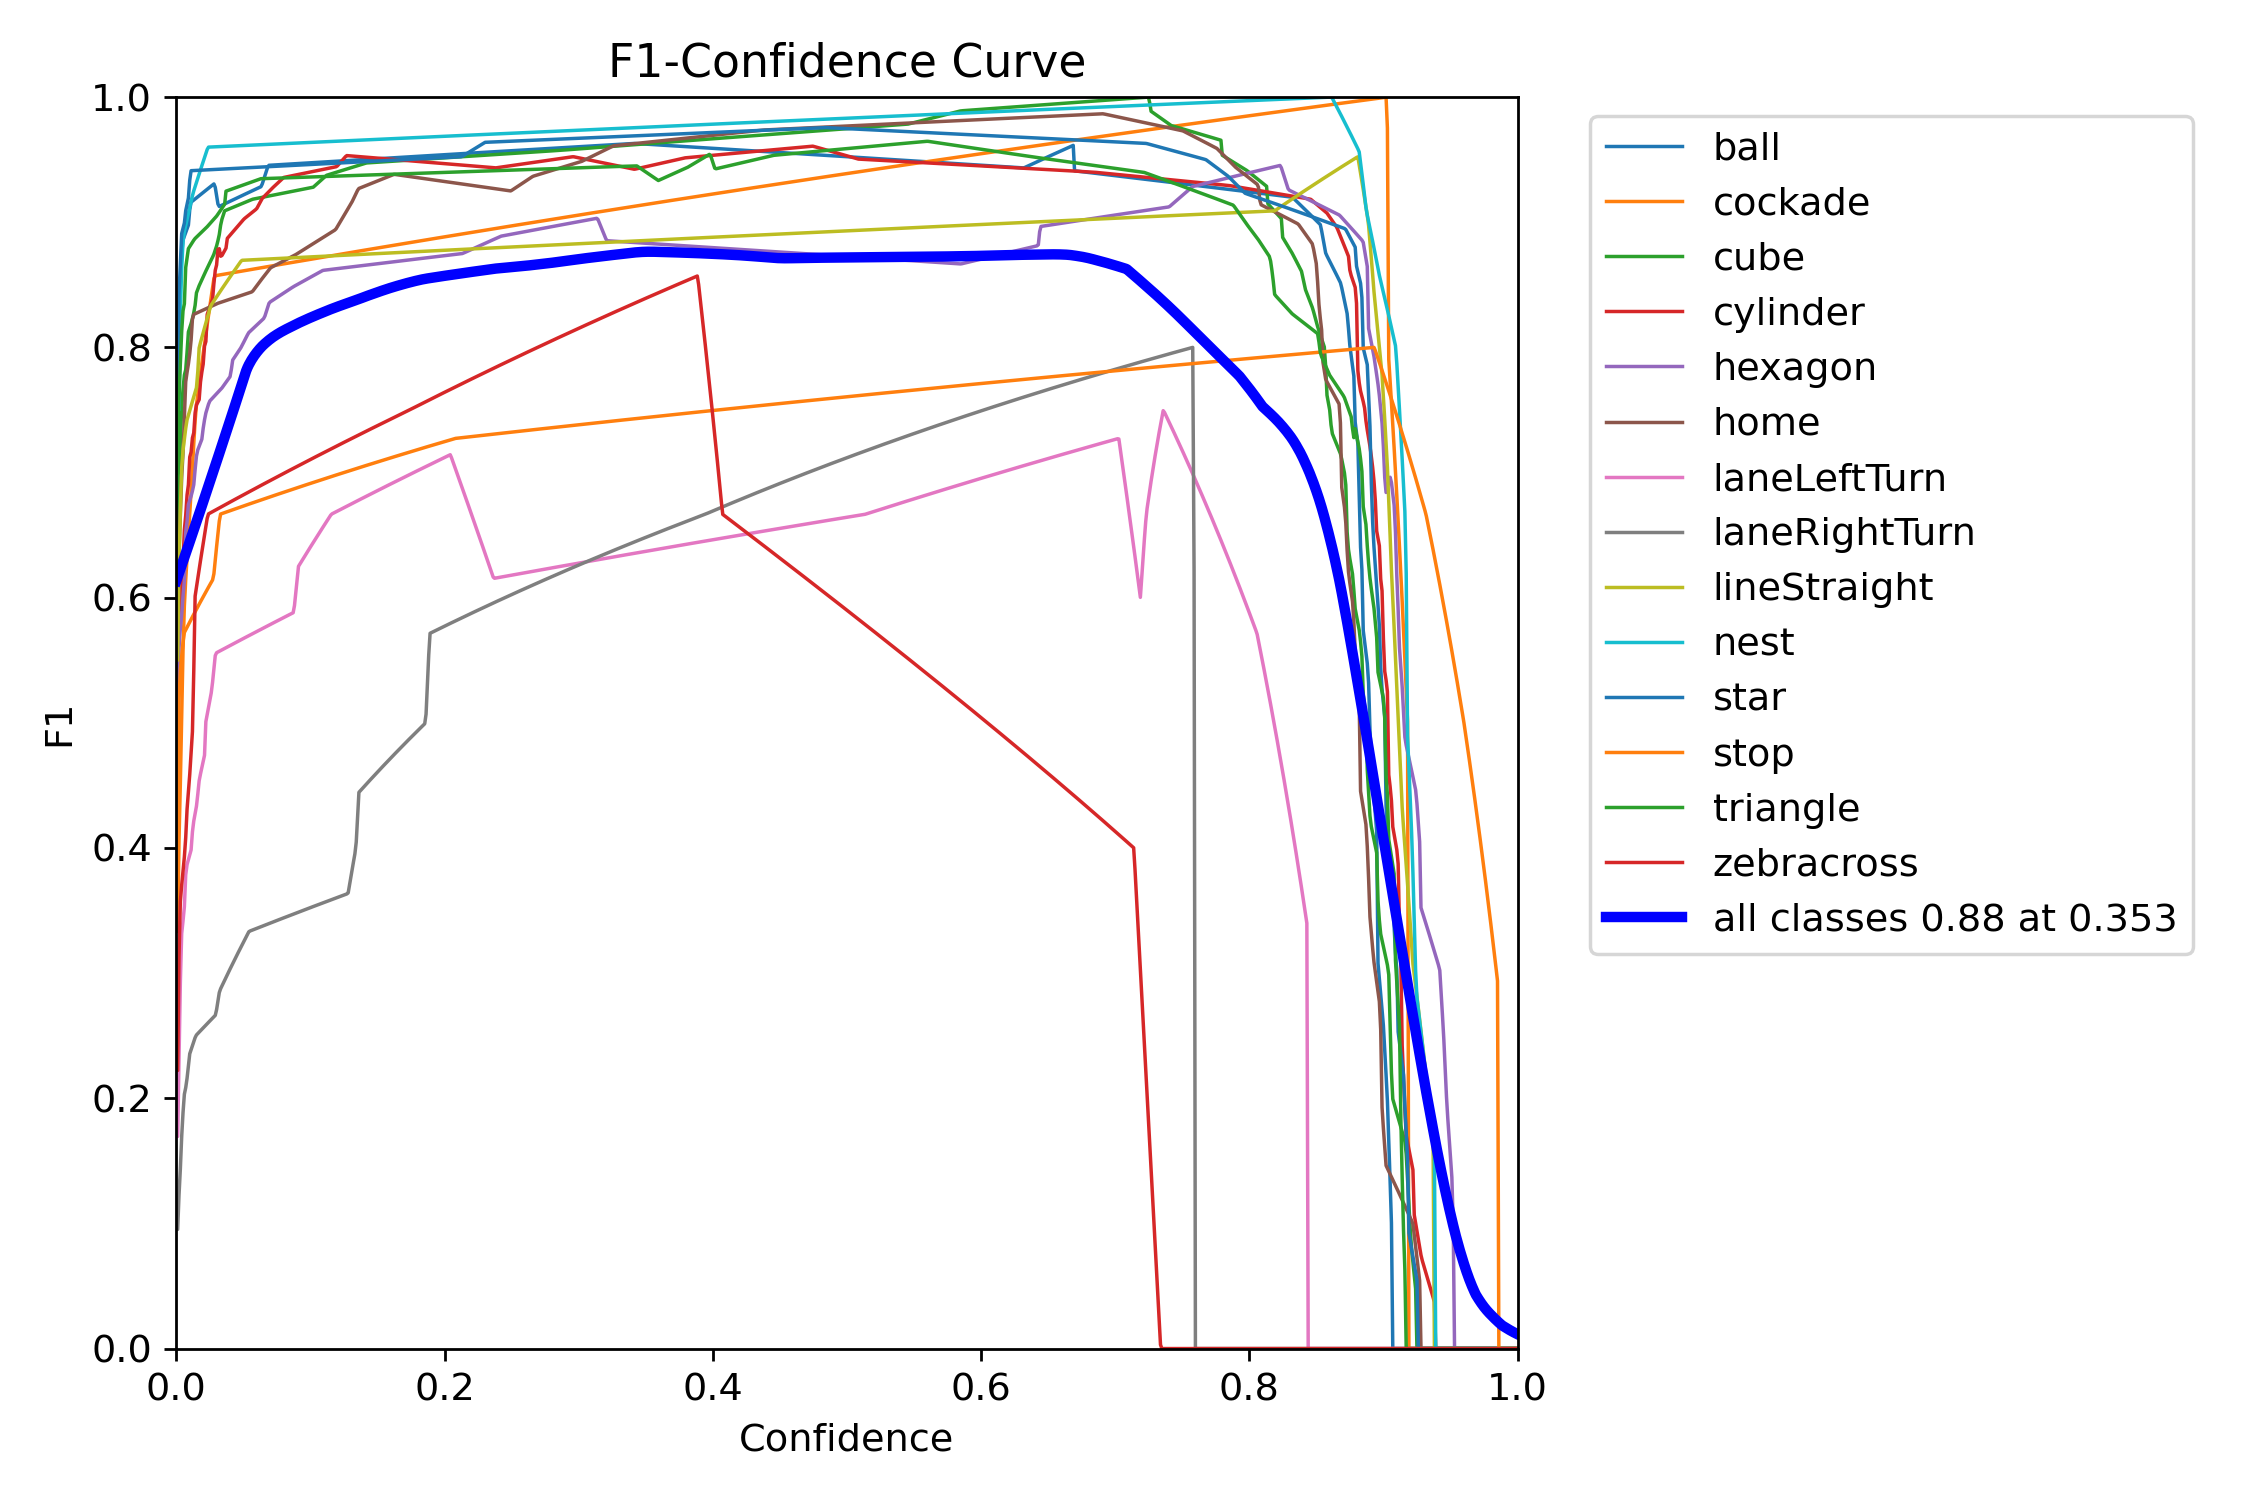 F1-Confidence Curve
1.0
0.8
0.6
0.4
0.2
0.0
F1
0.0 0.2 0.4 0.6 0.8 1.0
Confidence
ball
cockade
cube
cylinder
hexagon
home
laneLeftTurn
laneRightTurn
lineStraight
nest
star
stop
triangle
zebracross
all classes 0.88 at 0.353